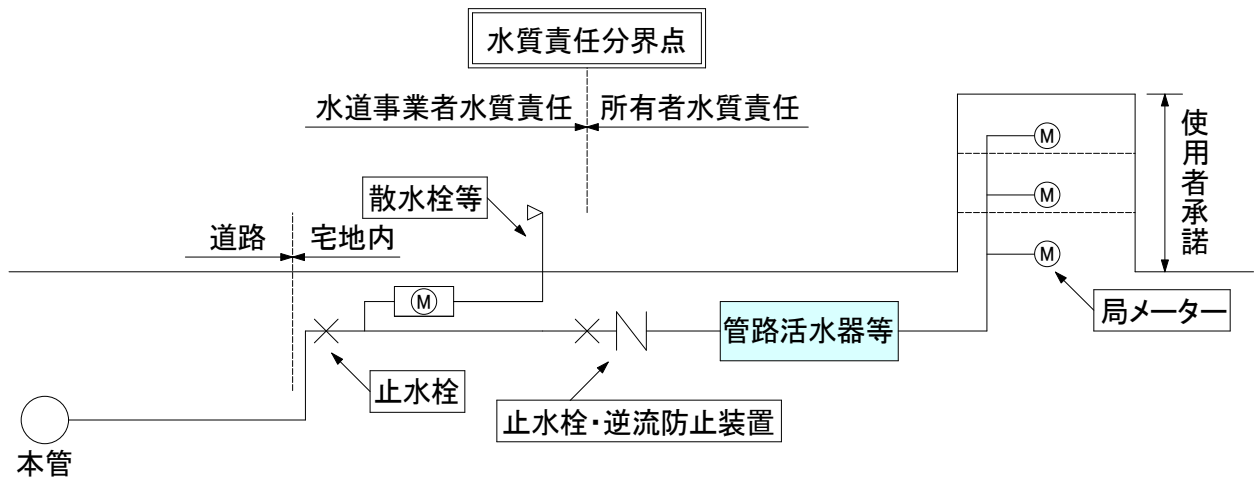 水質責任分界点
水道事業者水質責任
所有者水質責任
使用者承諾
M
散水栓等
M
道路
宅地内
M
M
局メーター
管路活水器等
止水栓
止水栓・逆流防止装置
本管